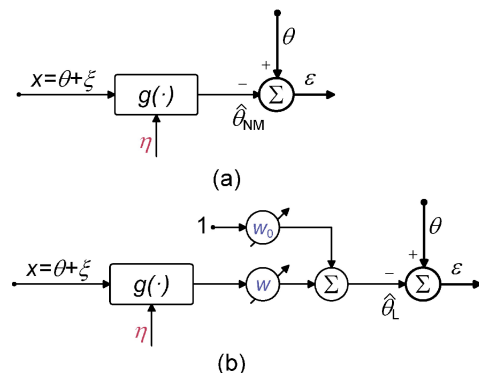 θ
x=θ+ξ
g(·)
−
+
Σ
ε
θ̂NM
η
(a)
1
w₀
θ
x=θ+ξ
g(·)
w
Σ
−
+
Σ
ε
θ̂L
η
(b)